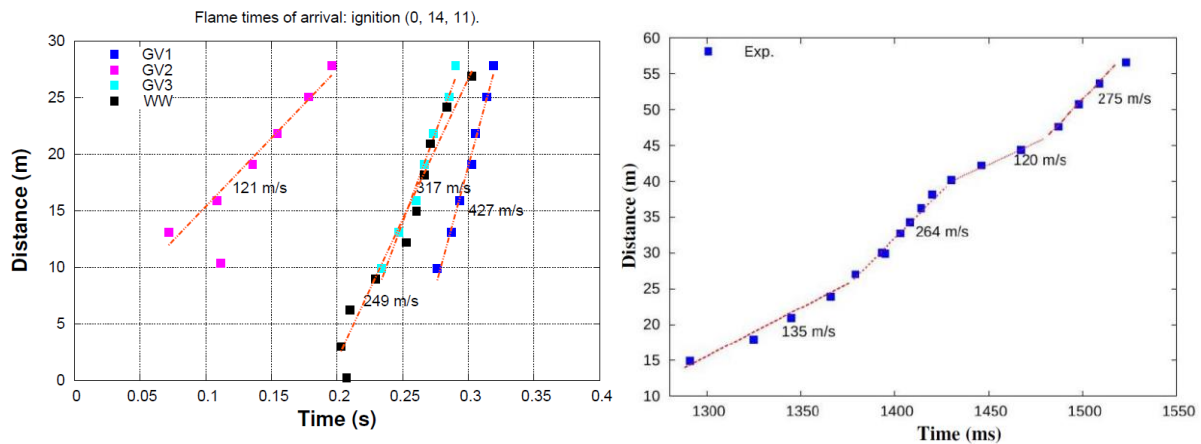 Flame times of arrival: ignition (0, 14, 11).
30
25
20
15
10
5
0
Distance (m)
GV1
GV2
GV3
WW
121 m/s
317 m/s
427 m/s
249 m/s
0 0.05 0.1 0.15 0.2 0.25 0.3 0.35 0.4
Time (s)
60
55
50
45
40
35
30
25
20
15
10
Distance (m)
Exp.
275 m/s
120 m/s
264 m/s
135 m/s
1300 1350 1400 1450 1500 1550
Time (ms)